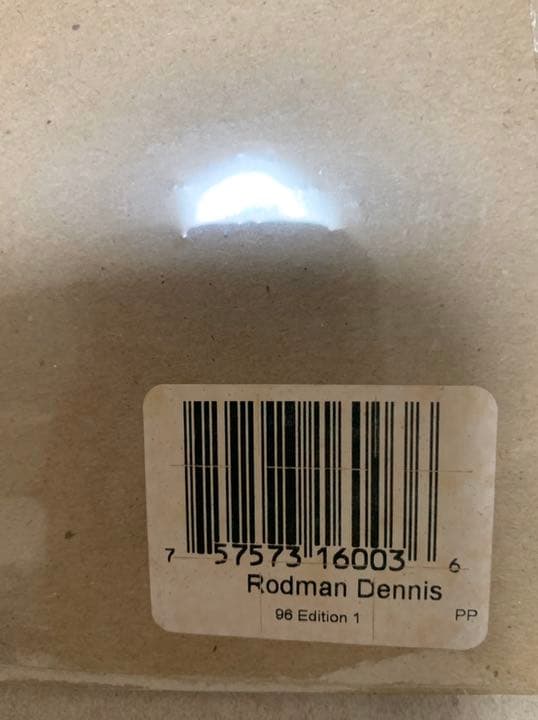 7 57573 16003 6
Rodman Dennis
96 Edition 1 PP